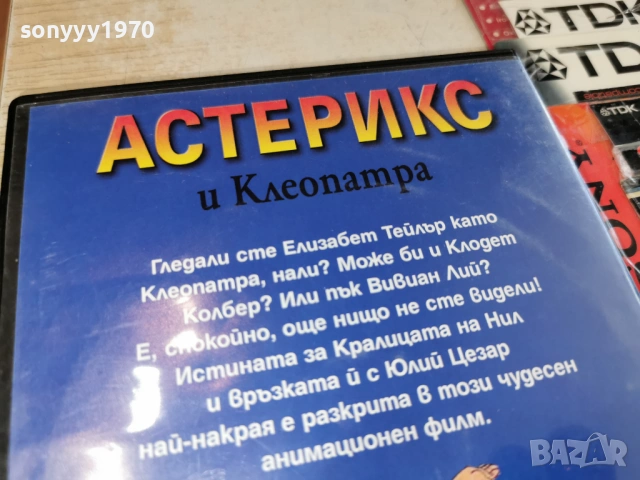 sonyyy1970
TDK
TDK
TDK
АСТЕРИКС
и Клеопатра
Гледали сте Елизабет Тейлър като
Клеопатра, нали? Може би и Клодет
Колбер? Или пък Вивиан Лий?
Е, спокойно, още нищо не сте видели!
Истината за Кралицата на Нил
и връзката й с Юлий Цезар
най-накрая е разкрита в този чудесен
анимационен филм.
BAZAR